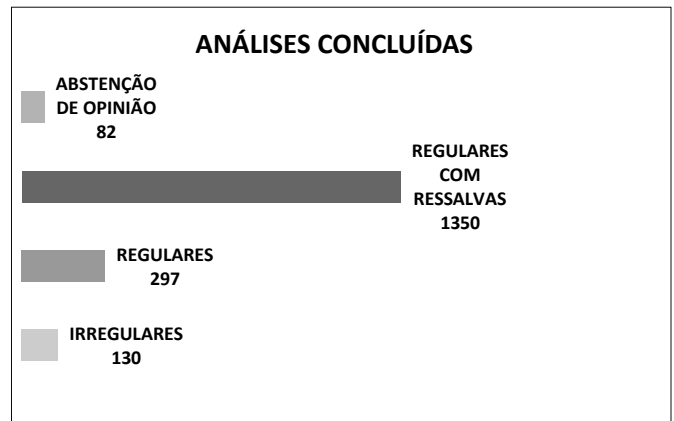 ANÁLISES CONCLUÍDAS
ABSTENÇÃO
DE OPINIÃO
82
REGULARES
COM
RESSALVAS
1350
REGULARES
297
IRREGULARES
130